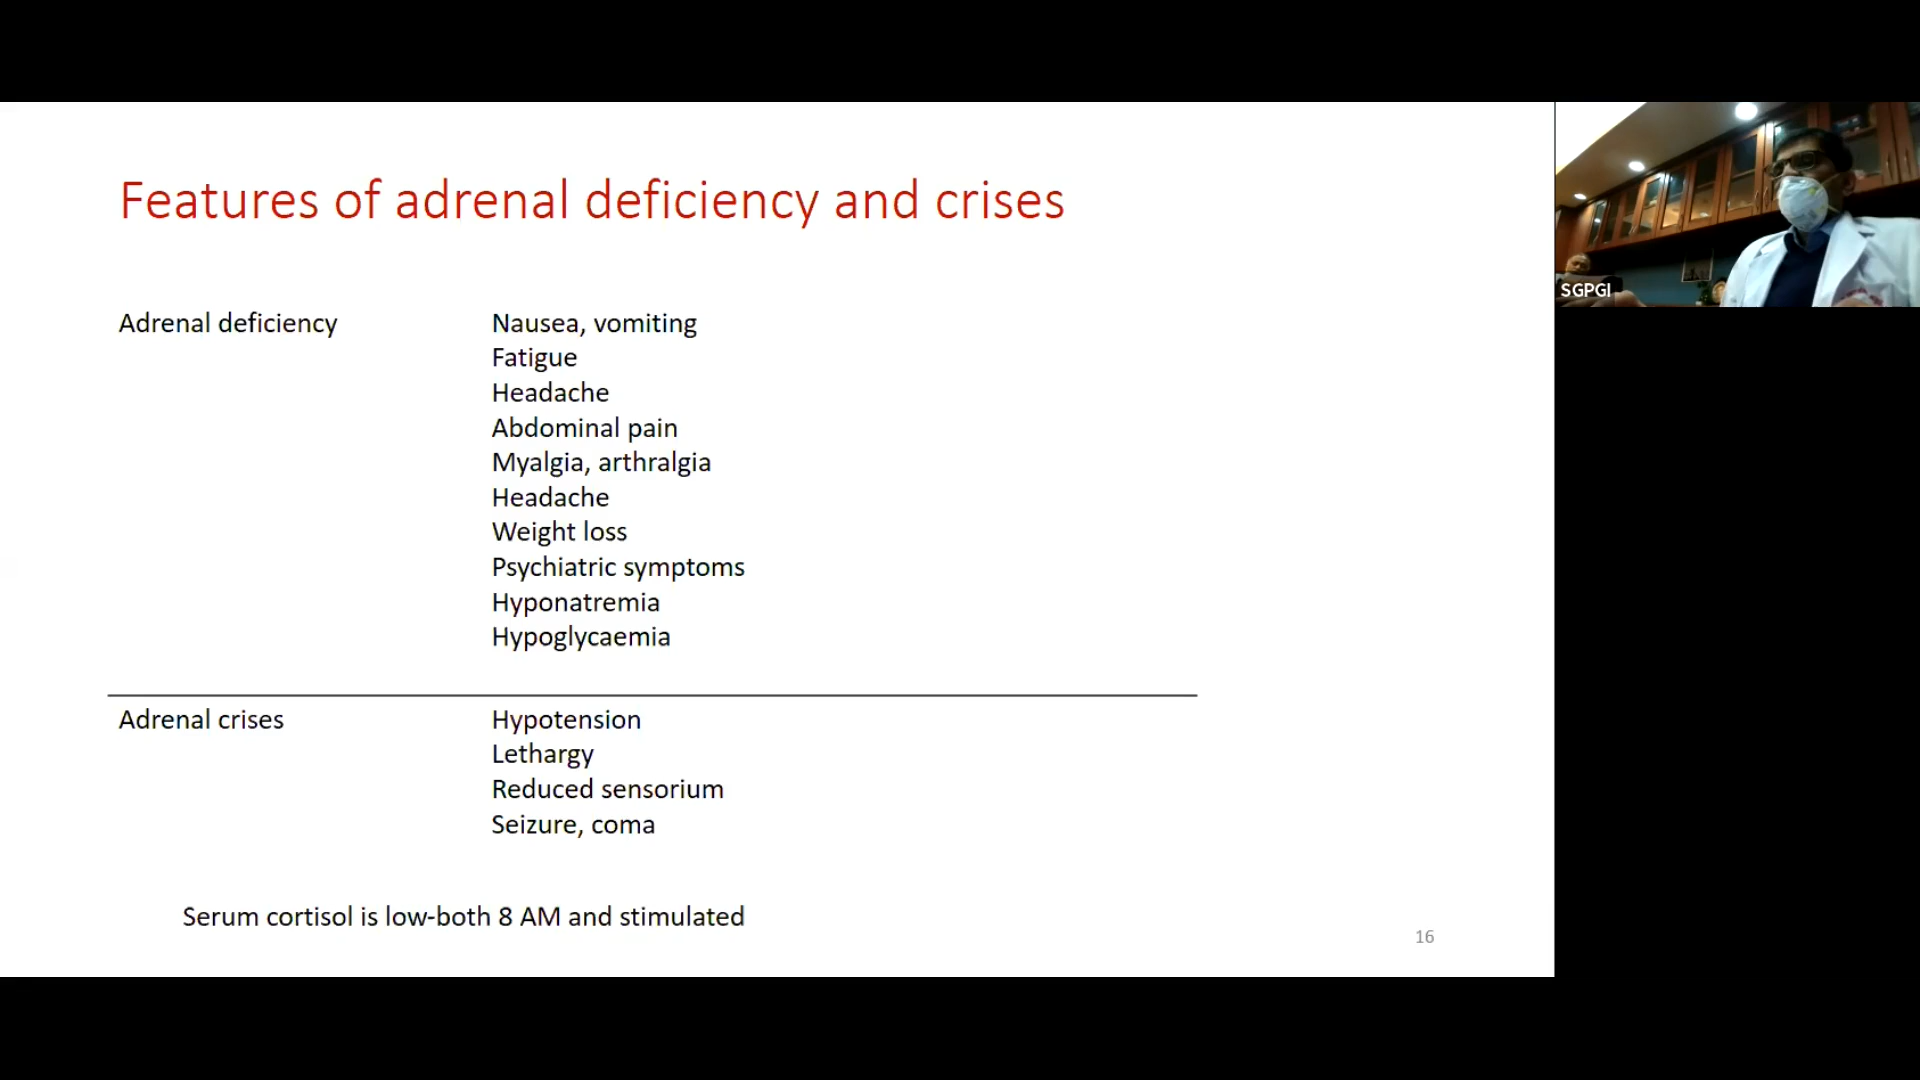 Features of adrenal deficiency and crises
SGPGI
Adrenal deficiency
Nausea, vomiting
Fatigue
Headache
Abdominal pain
Myalgia, arthralgia
Headache
Weight loss
Psychiatric symptoms
Hyponatremia
Hypoglycaemia
Adrenal crises
Hypotension
Lethargy
Reduced sensorium
Seizure, coma
Serum cortisol is low-both 8 AM and stimulated
16